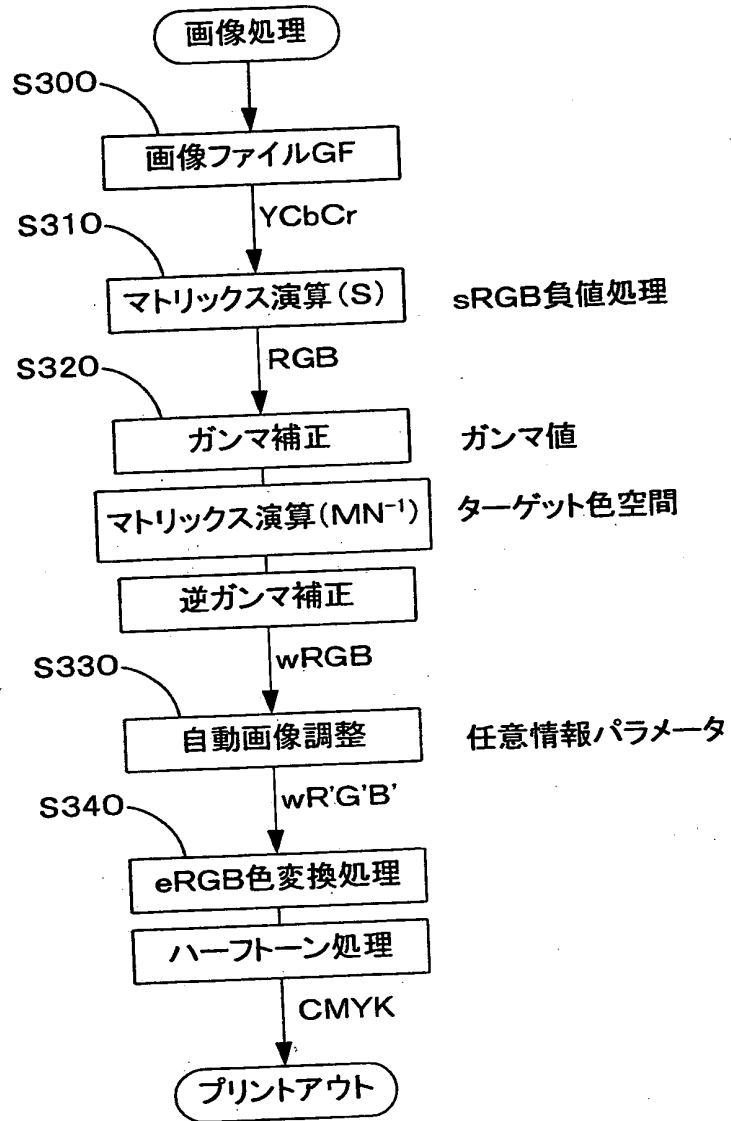 画像処理
S300
画像ファイルGF
YCbCr
S310
マトリックス演算(S) sRGB負値処理
RGB
S320
ガンマ補正 ガンマ値
マトリックス演算(MN⁻¹) ターゲット色空間
逆ガンマ補正
wRGB
S330
自動画像調整 任意情報パラメータ
wR'G'B'
S340
eRGB色変換処理
ハーフトーン処理
CMYK
プリントアウト